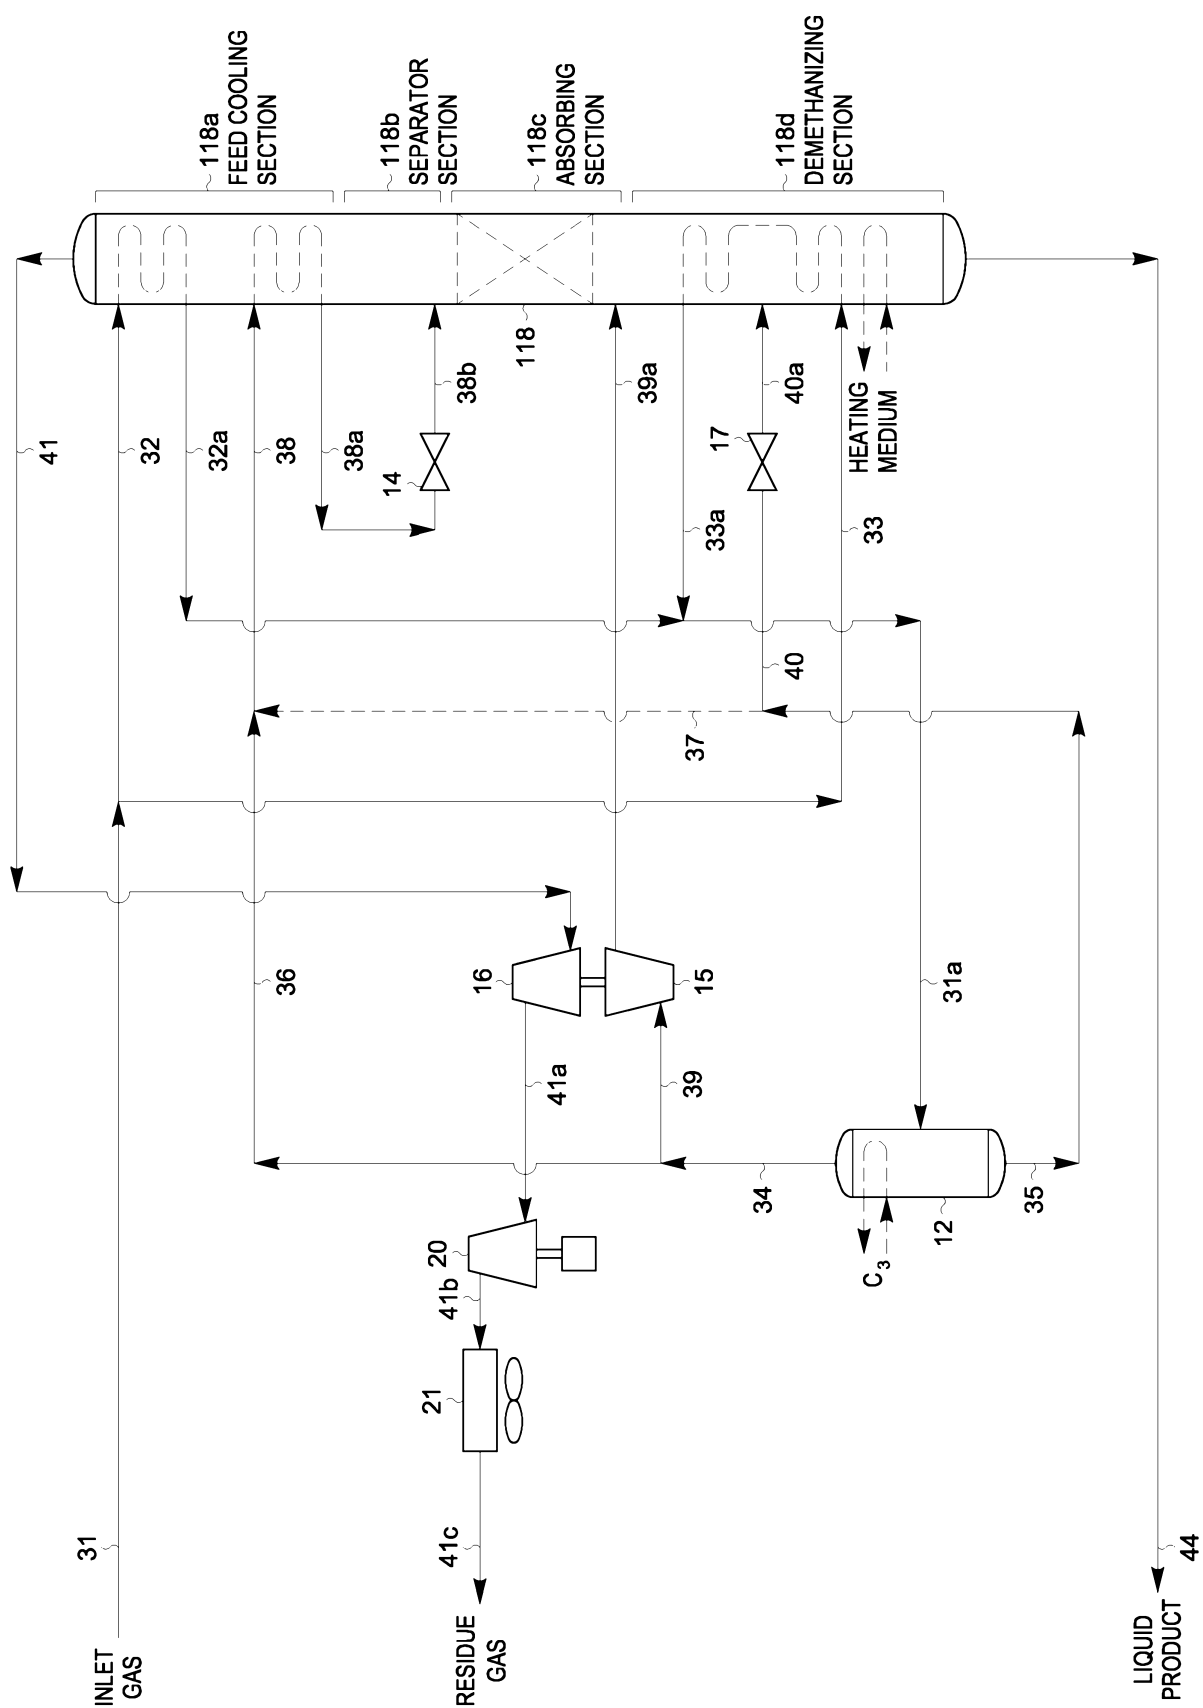 118a
FEED COOLING
SECTION
118b
SEPARATOR
SECTION
118c
ABSORBING
SECTION
118d
DEMETHANIZING
SECTION
118
41
32
32a
38
38a
14
38b
39a
33a
17
40a
HEATING
MEDIUM
33
40
37
36
16
15
31a
41a
39
34
35
12
C3
20
41b
21
31
41c
44
INLET
GAS
RESIDUE
GAS
LIQUID
PRODUCT